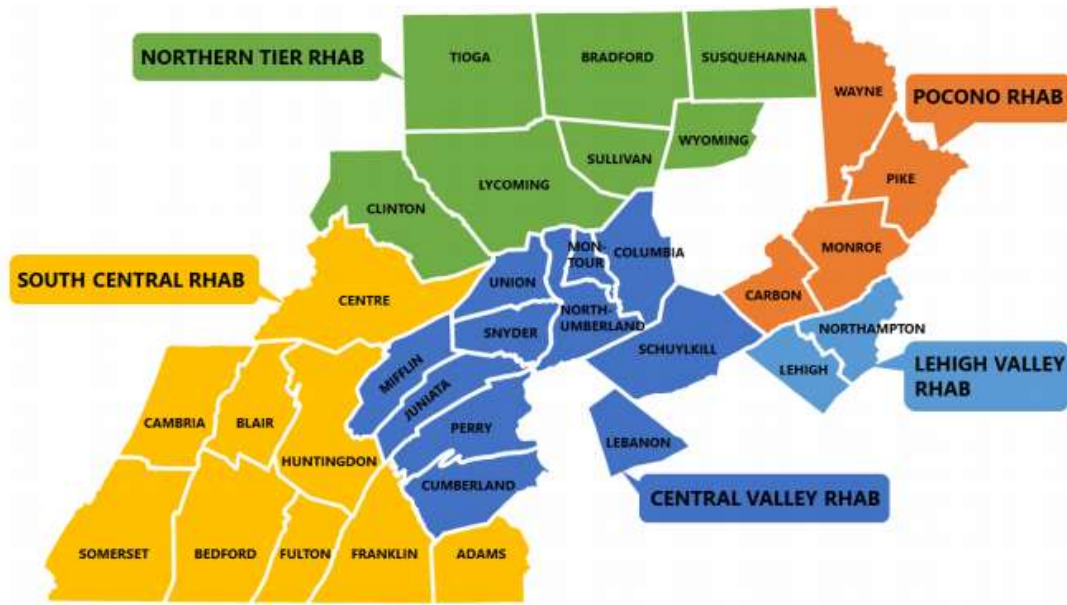 NORTHERN TIER RHAB
TIOGA
BRADFORD
SUSQUEHANNA
WAYNE
POCONO RHAB
WYOMING
SULLIVAN
PIKE
LYCOMING
CLINTON
MONROE
MON-
TOUR
COLUMBIA
SOUTH CENTRAL RHAB
CENTRE
UNION
CARBON
NORTH-
UMBERLAND
SNYDER
NORTHAMPTON
SCHUYLKILL
LEHIGH
LEHIGH VALLEY
RHAB
MIFFLIN
JUNIATA
CAMBRIA
BLAIR
PERRY
LEBANON
HUNTINGDON
CUMBERLAND
CENTRAL VALLEY RHAB
SOMERSET
BEDFORD
FULTON
FRANKLIN
ADAMS